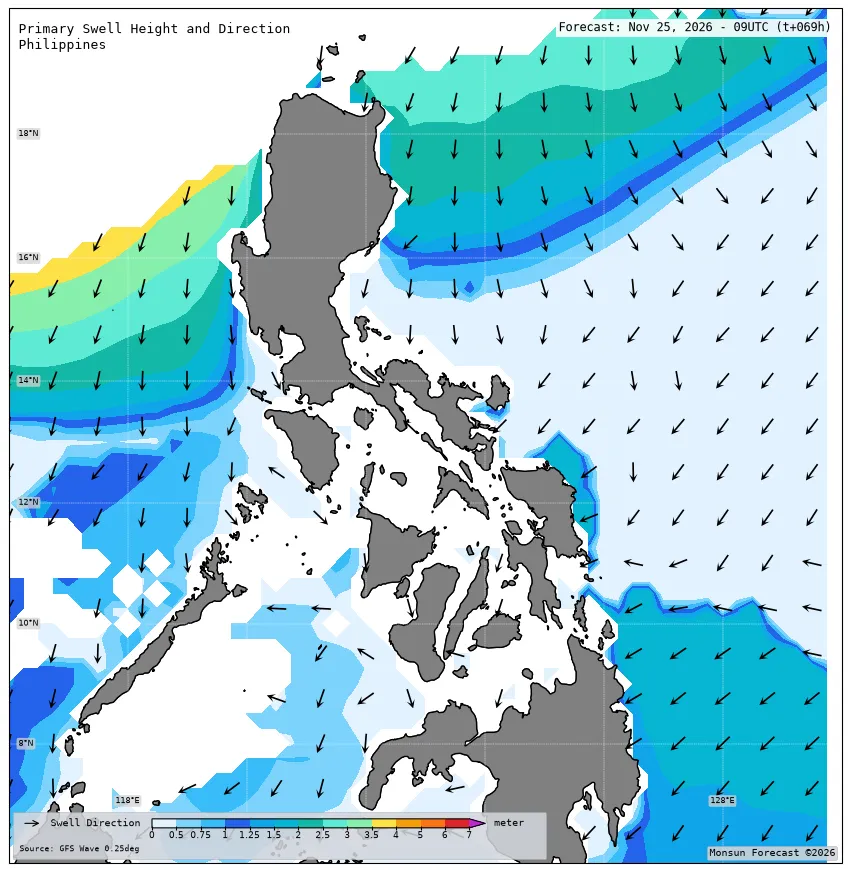 Primary Swell Height and Direction
Philippines
Forecast: Nov 25, 2026 - 09UTC (t+069h)
18°N
16°N
14°N
12°N
10°N
8°N
118°E
128°E
Swell Direction
0 0.5 0.75 1 1.25 1.5 2 2.5 3 3.5 4 5 6 7
meter
Source: GFS Wave 0.25deg
Monsun Forecast ©2026